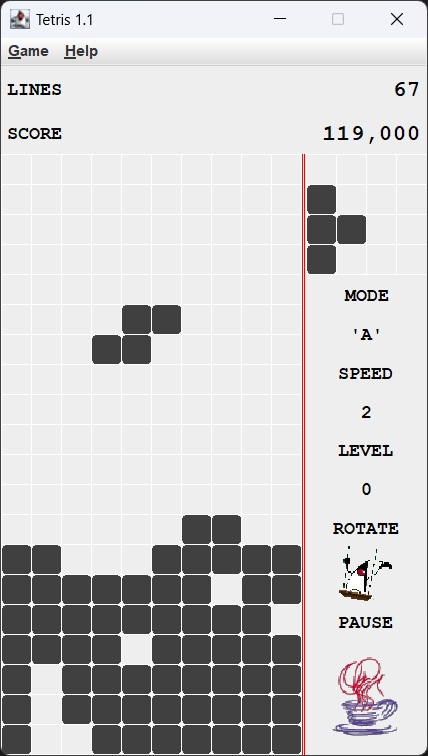 Tetris 1.1
Game Help
LINES 67
SCORE 119,000
MODE
'A'
SPEED
2
LEVEL
0
ROTATE
PAUSE